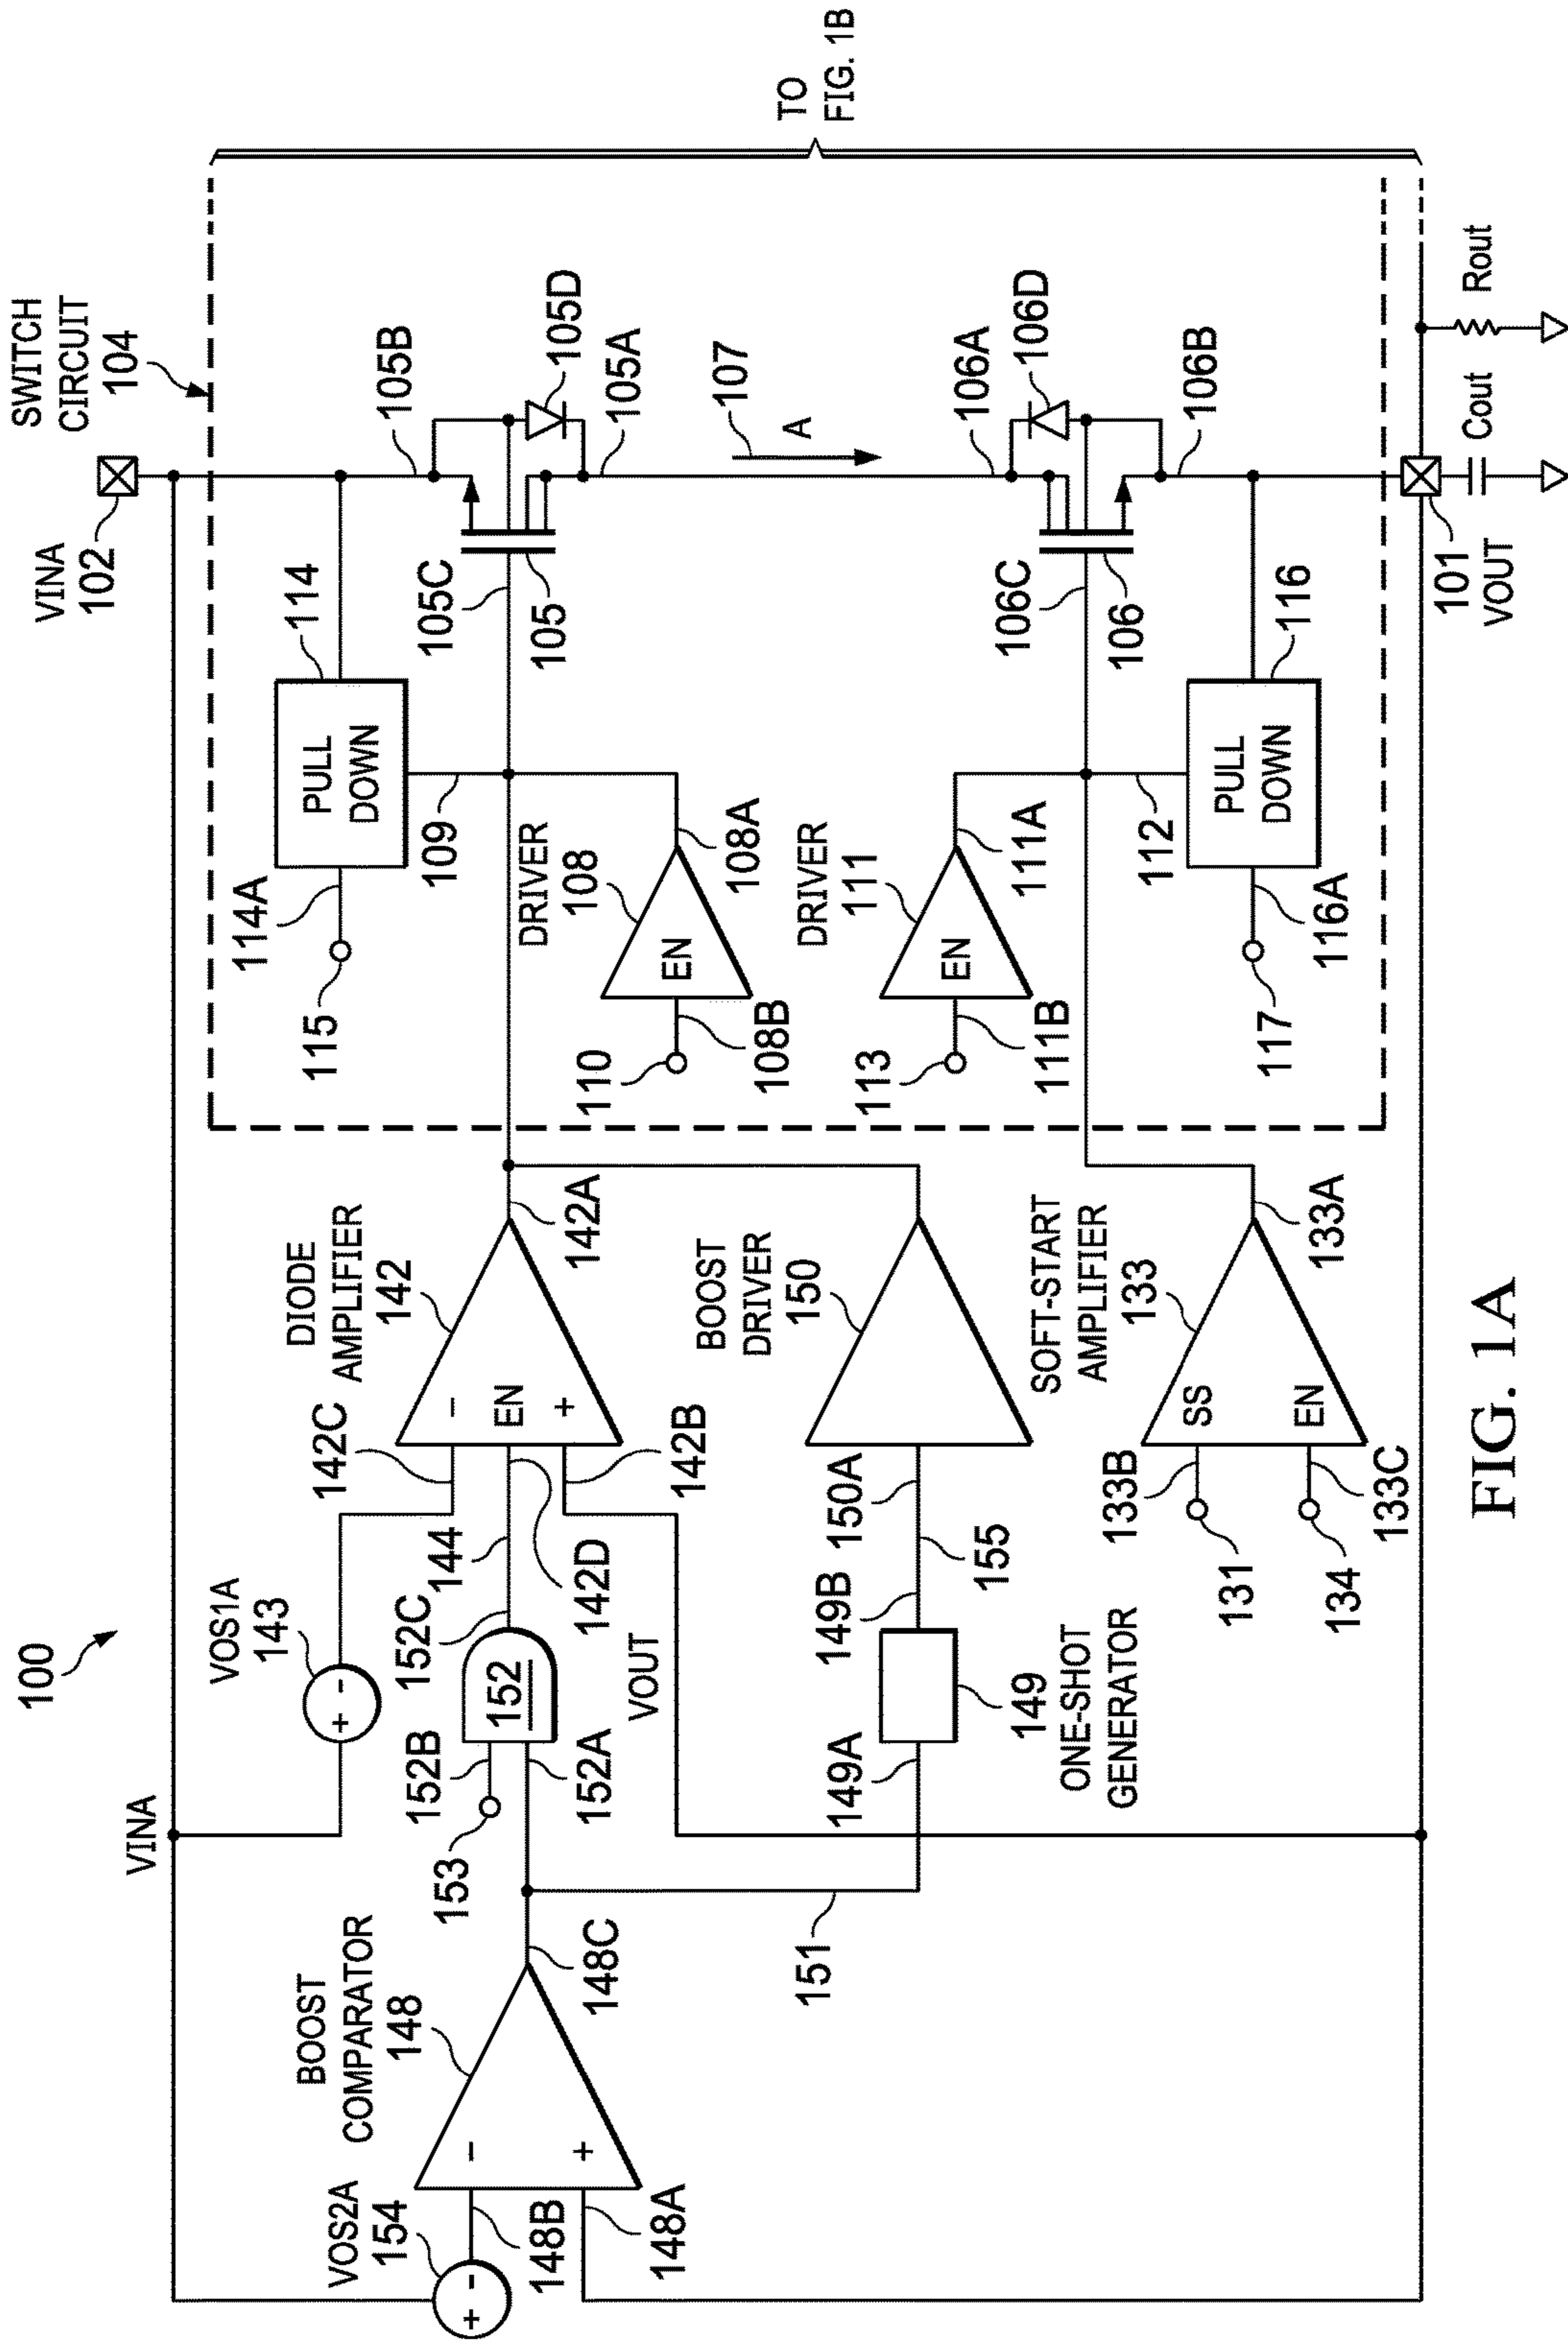 100
SWITCH
CIRCUIT
104
VINA
102
TO
FIG. 1B
VINA
VOS1A
143
+ -
VOS2A
154
+ -
BOOST
COMPARATOR
148
-
+
148B
148A
148C
151
153
152B
152A
152
152C
144
142D
VOUT
142C
142B
DIODE
AMPLIFIER
142
-
EN
+
142A
149A
149B
149
ONE-SHOT
GENERATOR
155
150A
BOOST
DRIVER
150
SOFT-START
AMPLIFIER
133
SS
EN
133B
133C
131
134
133A
114
PULL
DOWN
114A
115
109
DRIVER
108
EN
108A
108B
110
105C
105
105B
105D
105A
107
A
106A
106D
106B
106C
106
DRIVER
111
EN
111A
111B
113
112
PULL
DOWN
116
116A
117
101
VOUT
Cout
Rout
FIG. 1A